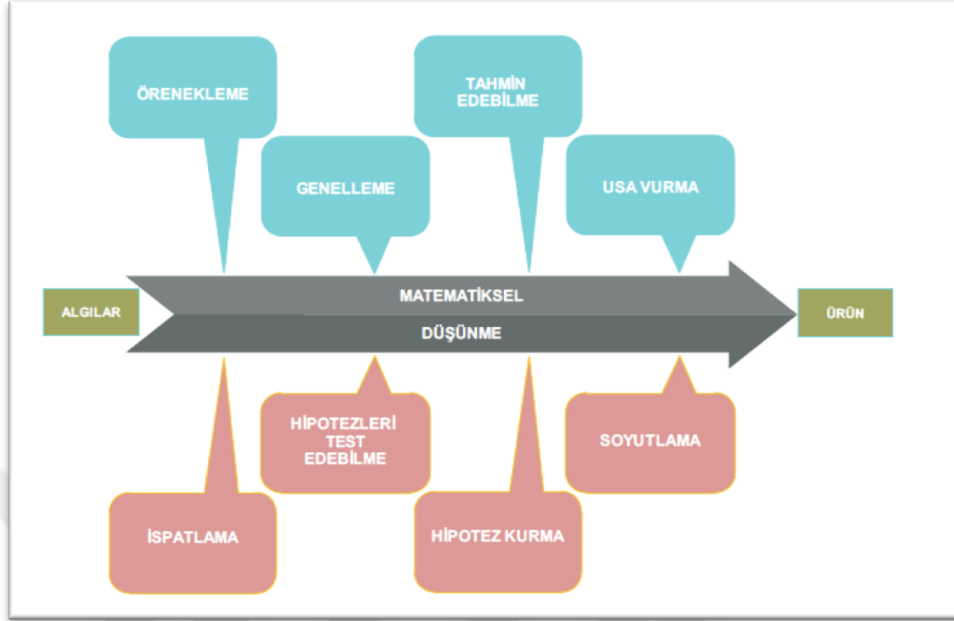 ÖRENEKLEME
TAHMİN
EDEBİLME
GENELLEME
USA VURMA
ALGILAR
MATEMATİKSEL
DÜŞÜNME
ÜRÜN
HİPOTEZLERİ
TEST
EDEBİLME
SOYUTLAMA
İSPATLAMA
HİPOTEZ KURMA